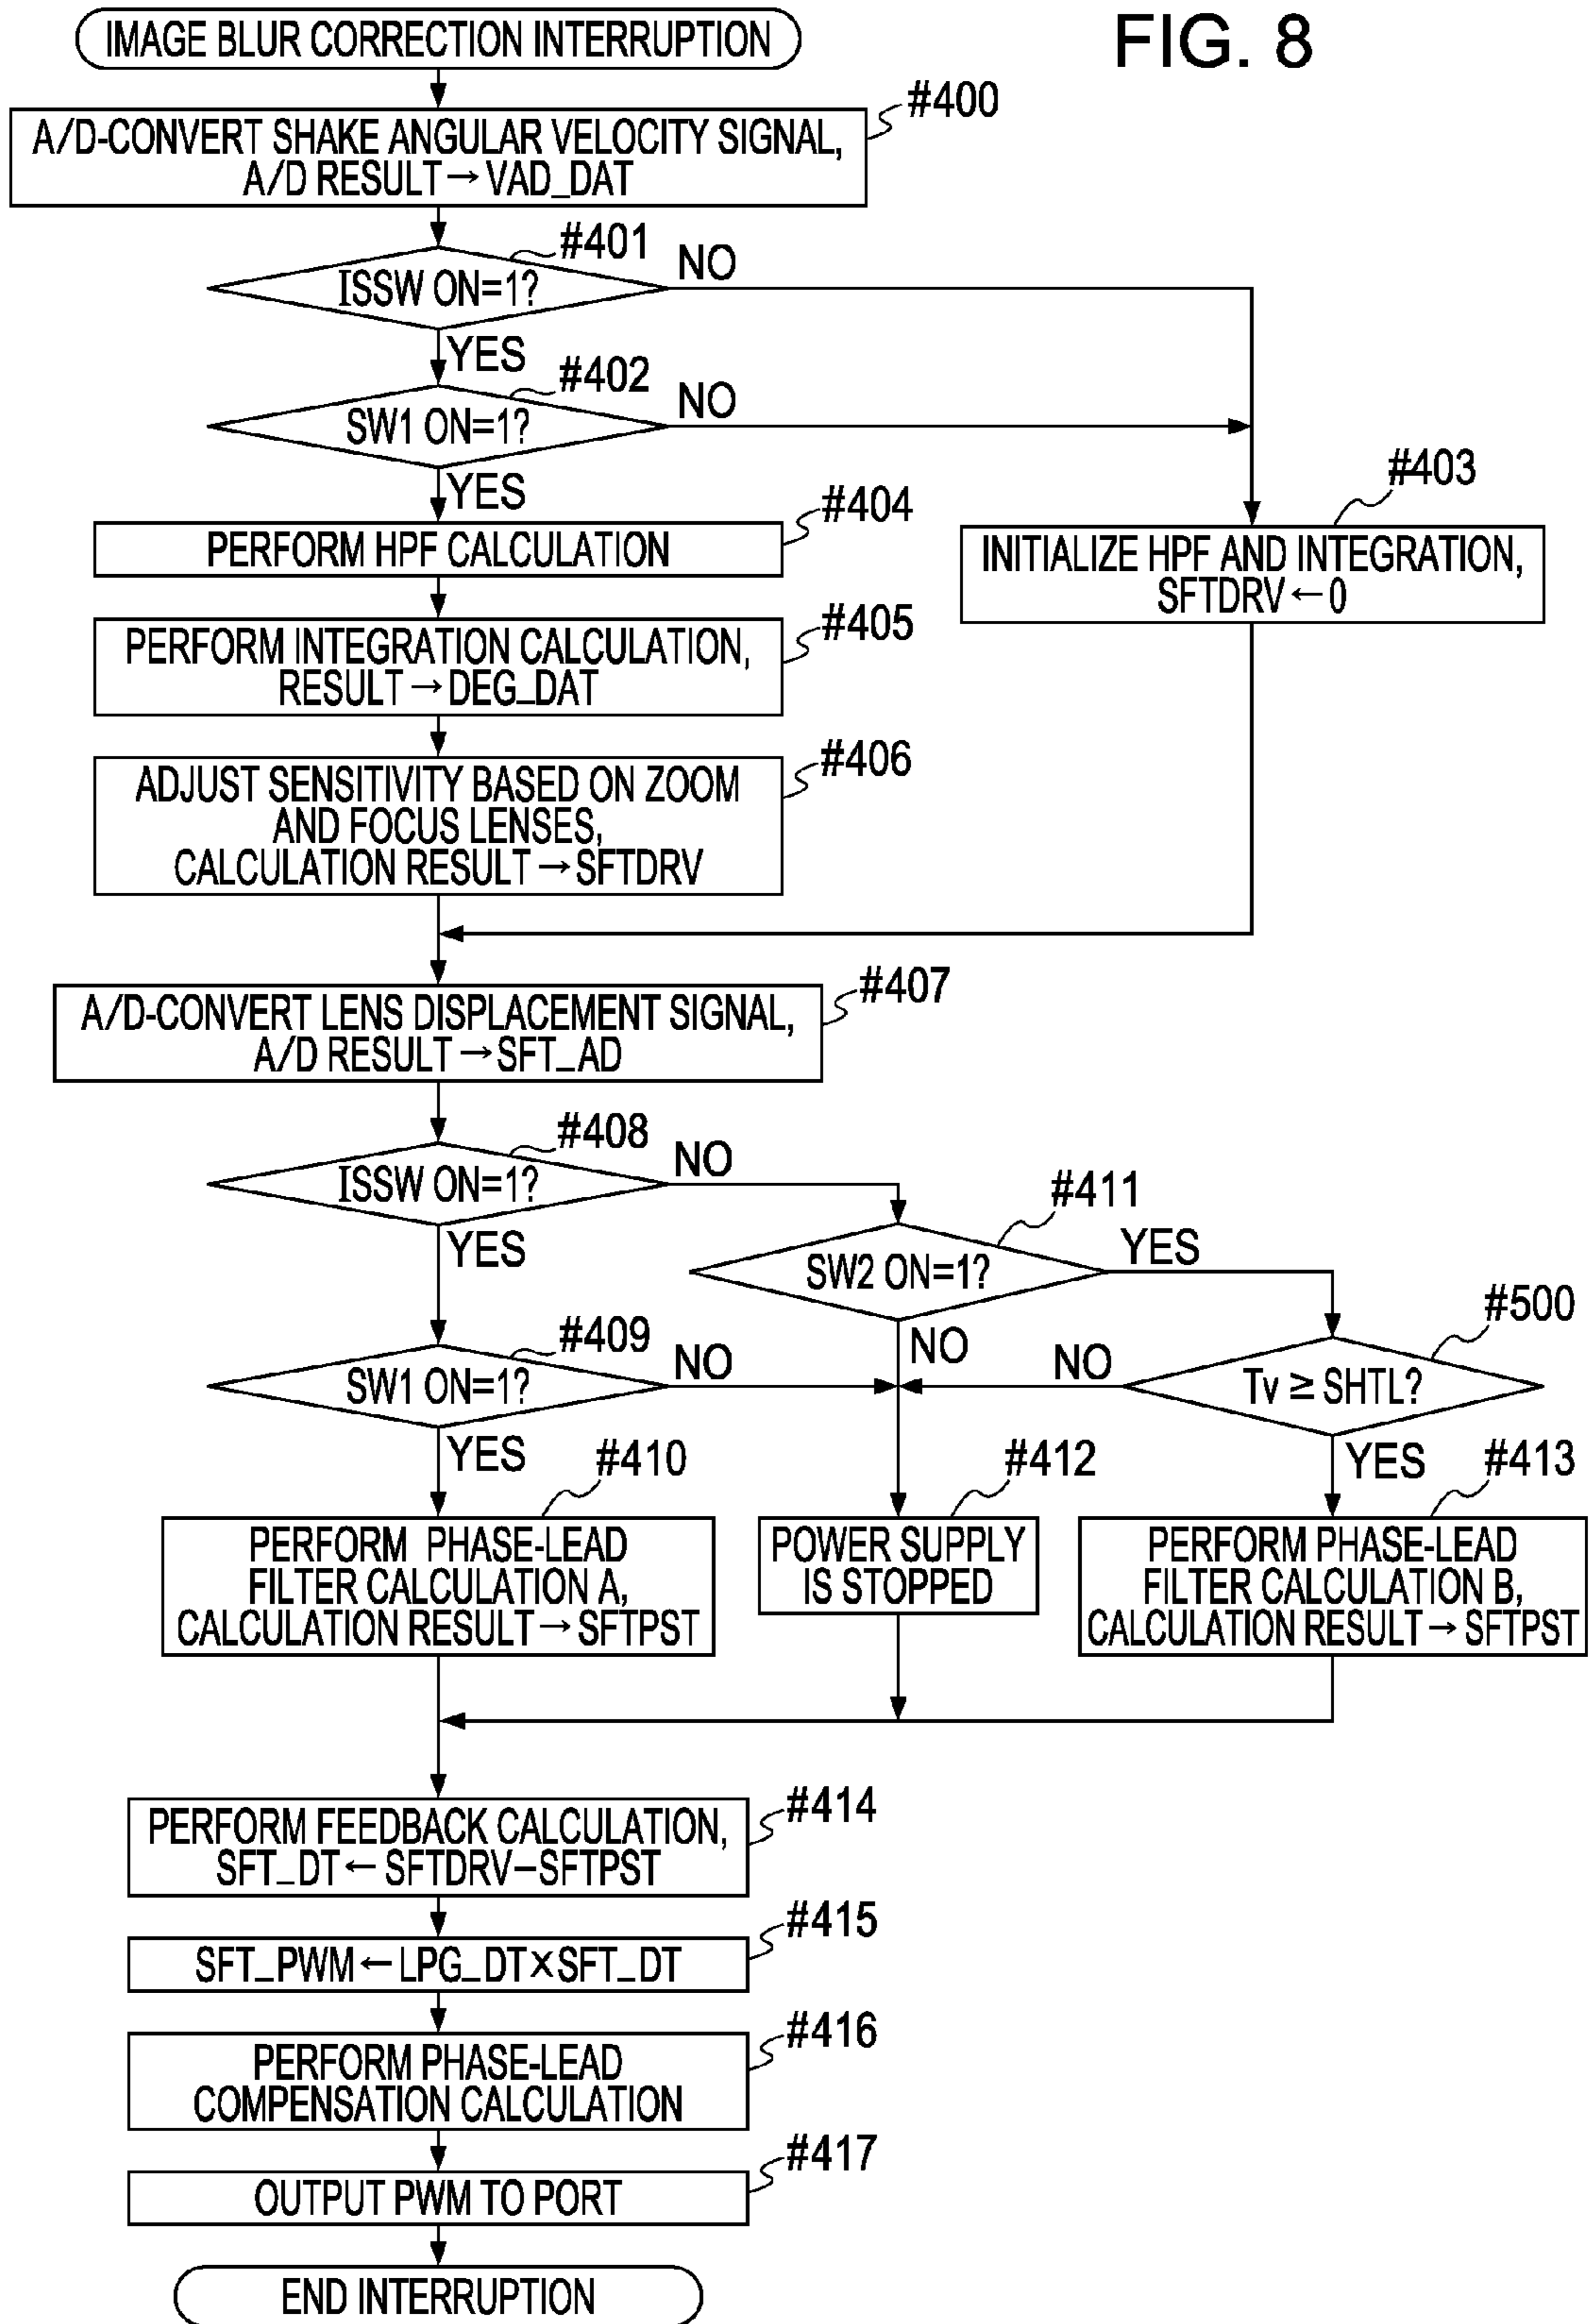 FIG. 8
IMAGE BLUR CORRECTION INTERRUPTION
#400
A/D-CONVERT SHAKE ANGULAR VELOCITY SIGNAL,
A/D RESULT→VAD_DAT
#401
ISSW ON=1?
NO
YES
#402
SW1 ON=1?
NO
YES
#403
INITIALIZE HPF AND INTEGRATION,
SFTDRV←0
#404
PERFORM HPF CALCULATION
#405
PERFORM INTEGRATION CALCULATION,
RESULT→DEG_DAT
#406
ADJUST SENSITIVITY BASED ON ZOOM
AND FOCUS LENSES,
CALCULATION RESULT→SFTDRV
#407
A/D-CONVERT LENS DISPLACEMENT SIGNAL,
A/D RESULT→SFT_AD
#408
ISSW ON=1?
NO
YES
#411
SW2 ON=1?
YES
NO
#409
SW1 ON=1?
NO
YES
#500
Tv ≥ SHTL?
NO
YES
#410
PERFORM PHASE-LEAD
FILTER CALCULATION A,
CALCULATION RESULT→SFTPST
#412
POWER SUPPLY
IS STOPPED
#413
PERFORM PHASE-LEAD
FILTER CALCULATION B,
CALCULATION RESULT→SFTPST
#414
PERFORM FEEDBACK CALCULATION,
SFT_DT←SFTDRV−SFTPST
#415
SFT_PWM←LPG_DT×SFT_DT
#416
PERFORM PHASE-LEAD
COMPENSATION CALCULATION
#417
OUTPUT PWM TO PORT
END INTERRUPTION